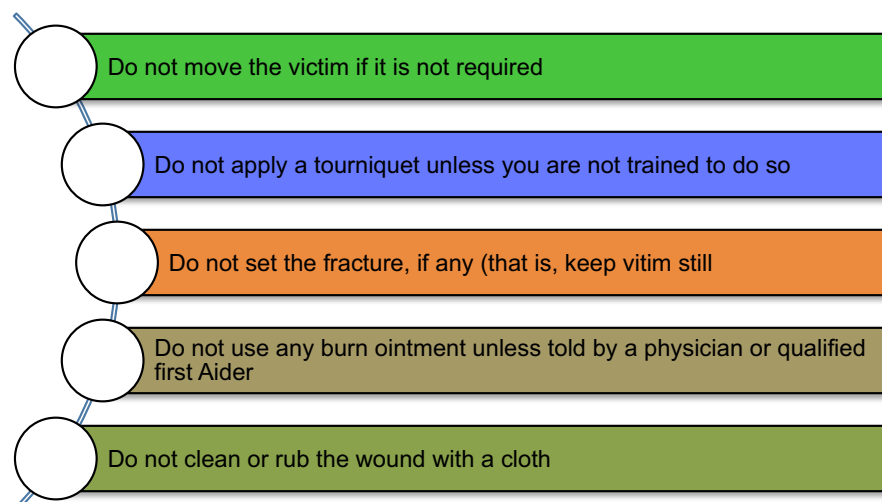 Do not move the victim if it is not required
Do not apply a tourniquet unless you are not trained to do so
Do not set the fracture, if any (that is, keep vitim still
Do not use any burn ointment unless told by a physician or qualified
first Aider
Do not clean or rub the wound with a cloth